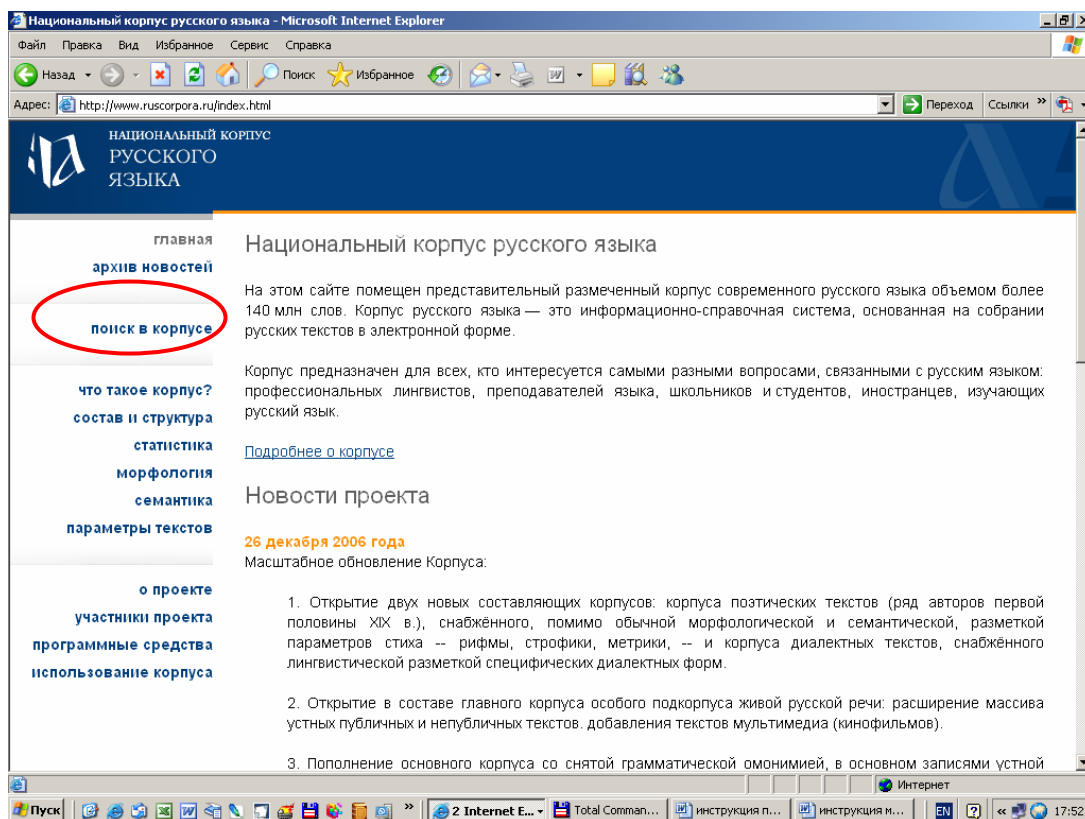 Национальный корпус русского языка - Microsoft Internet Explorer
Файл Правка Вид Избранное Сервис Справка
Назад Поиск Избранное
Адрес: http://www.ruscorpora.ru/index.html Переход Ссылки »
НАЦИОНАЛЬНЫЙ КОРПУС
РУССКОГО
ЯЗЫКА
главная
архив новостей
поиск в корпусе
что такое корпус?
состав и структура
статистика
морфология
семантика
параметры текстов
о проекте
участники проекта
программные средства
использование корпуса
Национальный корпус русского языка
На этом сайте помещен представительный размеченный корпус современного русского языка объемом более
140 млн слов. Корпус русского языка — это информационно-справочная система, основанная на собрании
русских текстов в электронной форме.
Корпус предназначен для всех, кто интересуется самыми разными вопросами, связанными с русским языком:
профессиональных лингвистов, преподавателей языка, школьников и студентов, иностранцев, изучающих
русский язык.
Подробнее о корпусе
Новости проекта
26 декабря 2006 года
Масштабное обновление Корпуса:
1. Открытие двух новых составляющих корпусов: корпуса поэтических текстов (ряд авторов первой
половины XIX в.), снабжённого, помимо обычной морфологической и семантической, разметкой
параметров стиха -- рифмы, строфики, метрики, -- и корпуса диалектных текстов, снабжённого
лингвистической разметкой специфических диалектных форм.
2. Открытие в составе главного корпуса особого подкорпуса живой русской речи: расширение массива
устных публичных и непубличных текстов. добавления текстов мультимедиа (кинофильмов).
3. Пополнение основного корпуса со снятой грамматической омонимией, в основном записями устной
Интернет
Пуск » 2 Internet E... Total Comman... инструкция п... инструкция м... EN « 17:52